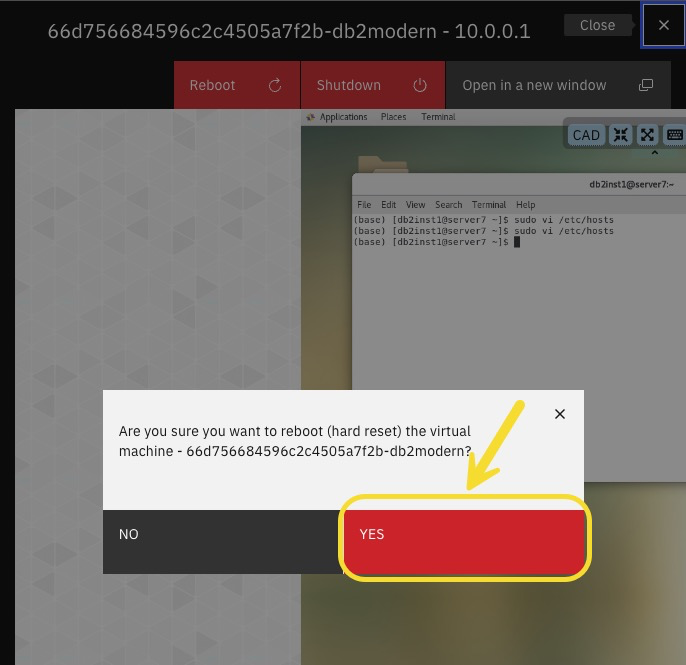 66d756684596c2c4505a7f2b-db2modern - 10.0.0.1
Close
Reboot
Shutdown
Open in a new window
Applications Places Terminal
CAD
db2inst1@server7:~
File Edit View Search Terminal Help
(base) [db2inst1@server7 ~]$ sudo vi /etc/hosts
(base) [db2inst1@server7 ~]$ sudo vi /etc/hosts
(base) [db2inst1@server7 ~]$
Are you sure you want to reboot (hard reset) the virtual
machine - 66d756684596c2c4505a7f2b-db2modern?
NO
YES